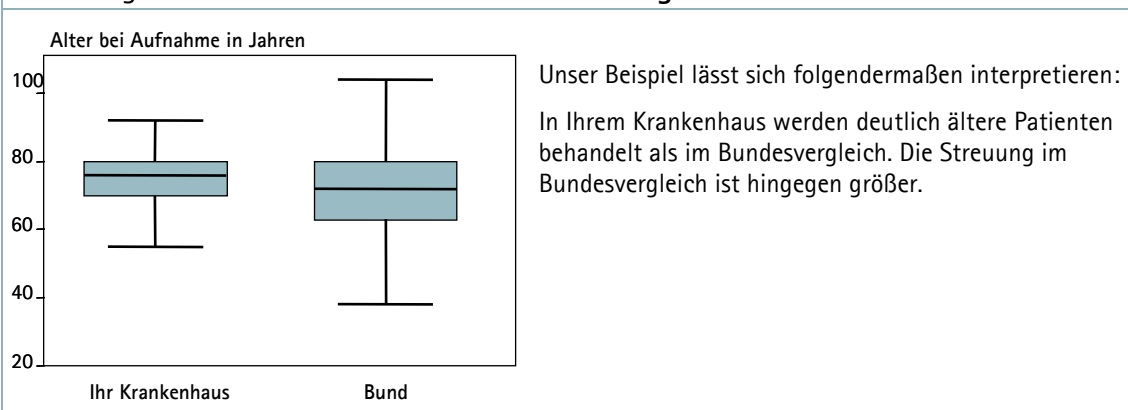 Alter bei Aufnahme in Jahren
100
80
60
40
20
Ihr Krankenhaus
Bund
Unser Beispiel lässt sich folgendermaßen interpretieren:
In Ihrem Krankenhaus werden deutlich ältere Patienten
behandelt als im Bundesvergleich. Die Streuung im
Bundesvergleich ist hingegen größer.